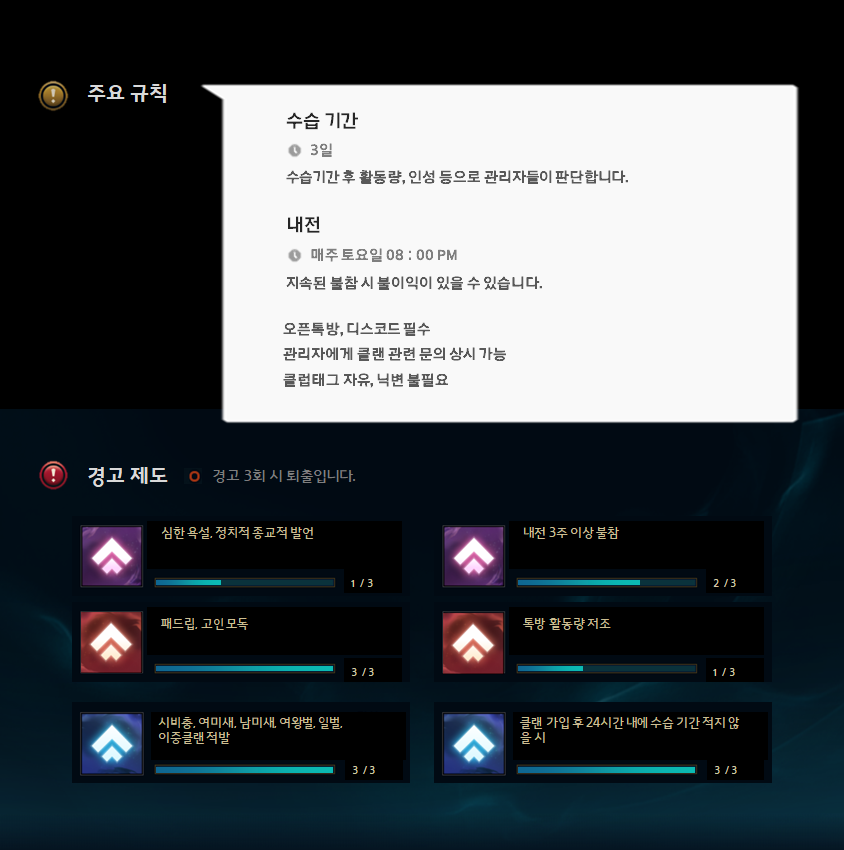 주요 규칙
수습 기간
3일
수습기간 후 활동량, 인성 등으로 관리자들이 판단합니다.
내전
매주 토요일 08 : 00 PM
지속된 불참 시 불이익이 있을 수 있습니다.
오픈톡방, 디스코드 필수
관리자에게 클랜 관련 문의 상시 가능
클럽태그 자유, 닉변 불필요
경고 제도
경고 3회 시 퇴출입니다.
심한 욕설, 정치적 종교적 발언
1 / 3
내전 3주 이상 불참
2 / 3
패드립, 고인 모독
3 / 3
톡방 활동량 저조
1 / 3
시비충, 여미새, 남미새, 여왕벌, 일벌,
이중클랜 적발
3 / 3
클랜 가입 후 24시간 내에 수습 기간 적지 않
을 시
3 / 3